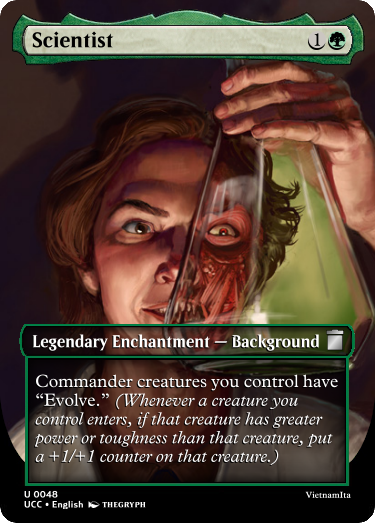 Scientist 1
Legendary Enchantment — Background
Commander creatures you control have
“Evolve.” (Whenever a creature you
control enters, if that creature has greater
power or toughness than that creature, put
a +1/+1 counter on that creature.)
U 0048
UCC • English THEGRYPH
VietnamIta